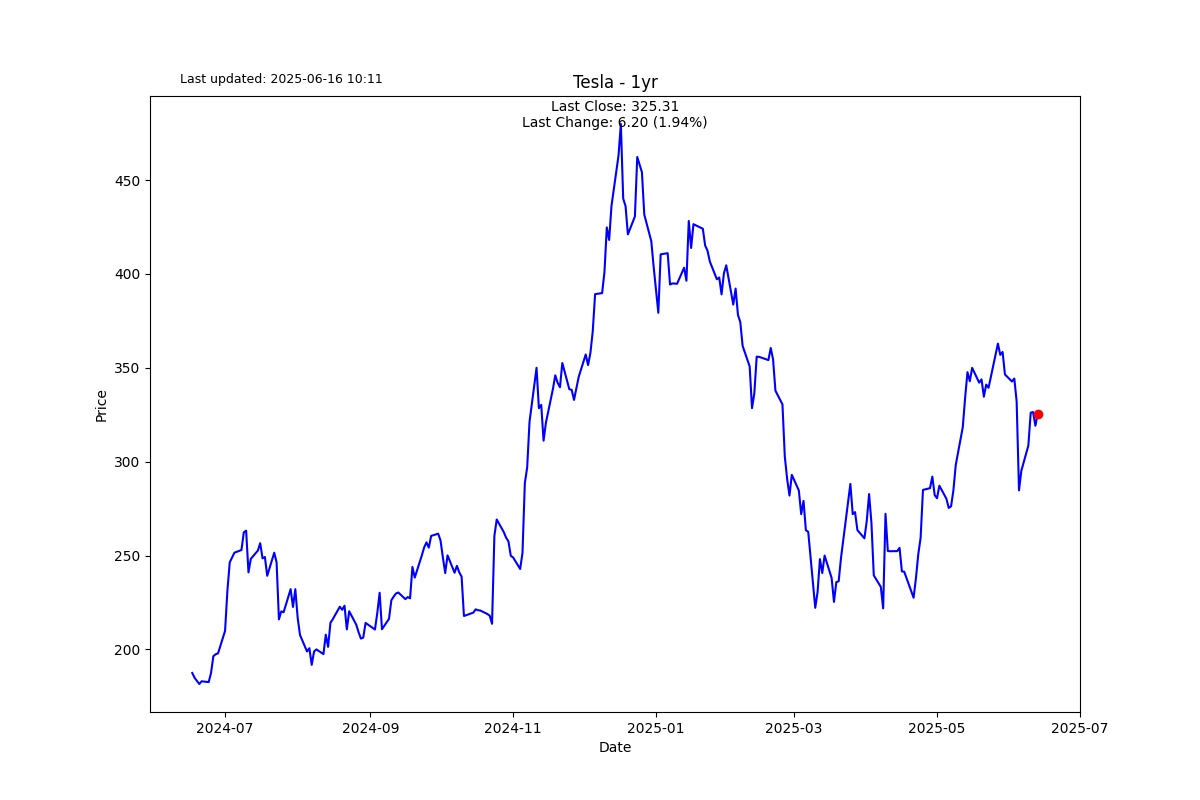 Last updated: 2025-06-16 10:11
Tesla - 1yr
Last Close: 325.31
Last Change: 6.20 (1.94%)
450
400
350
300
250
200
Price
2024-07
2024-09
2024-11
2025-01
2025-03
2025-05
2025-07
Date